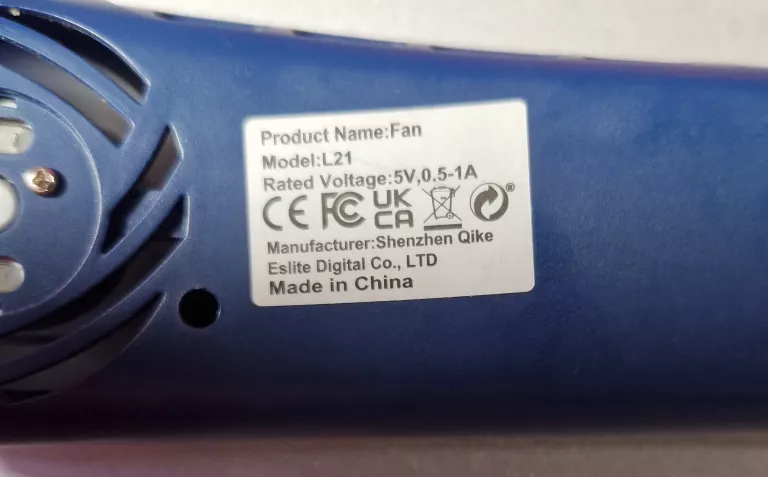 Product Name:Fan
Model:L21
Rated Voltage:5V,0.5-1A
CE FC UK CA ®
Manufacturer:Shenzhen Qike
Eslite Digital Co., LTD
Made in China